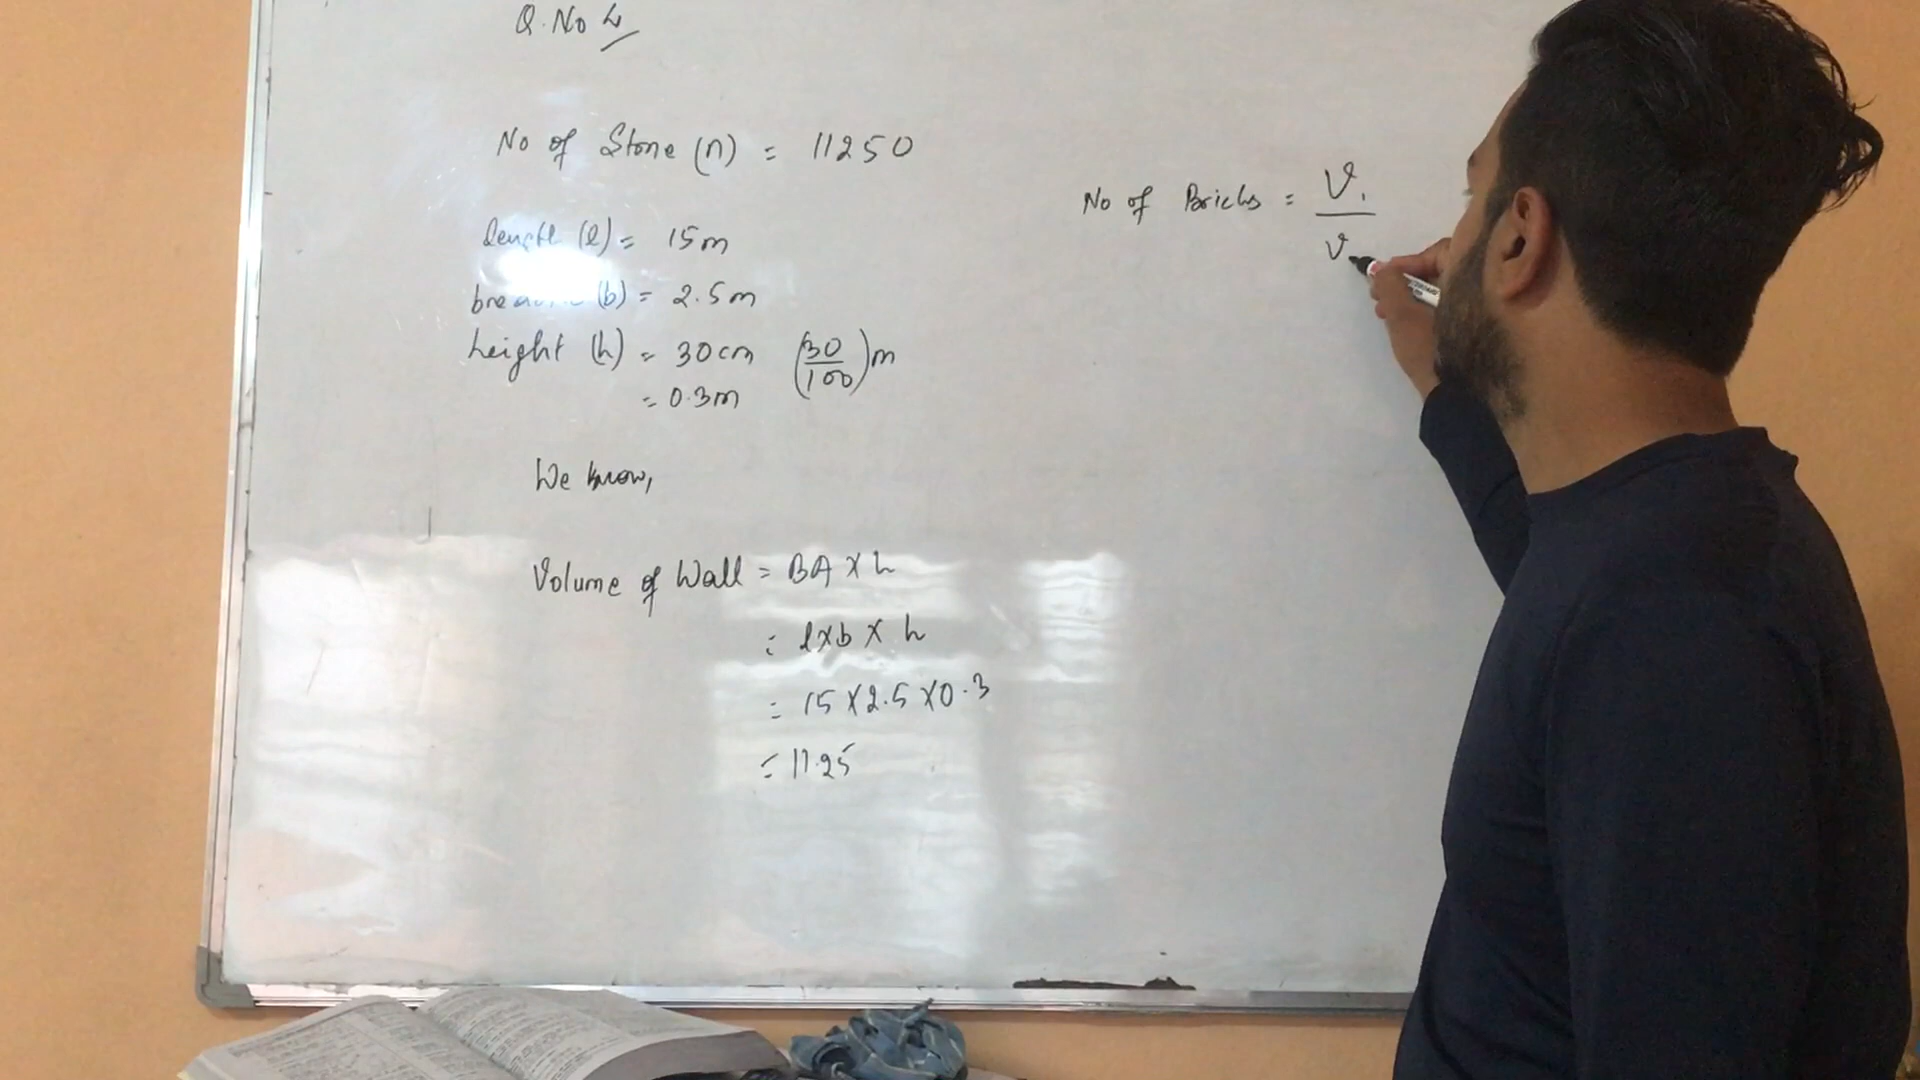 Q. No 4
No of Stone (n) = 11250
length (l) = 15m
(b) = 2.5m
height (h) = 30cm (30/100)m
= 0.3m
We know,
Volume of Wall = BA x h
= l x b x h
= 15 x 2.5 x 0.3
= 11.25
No of Bricks = V₁
V